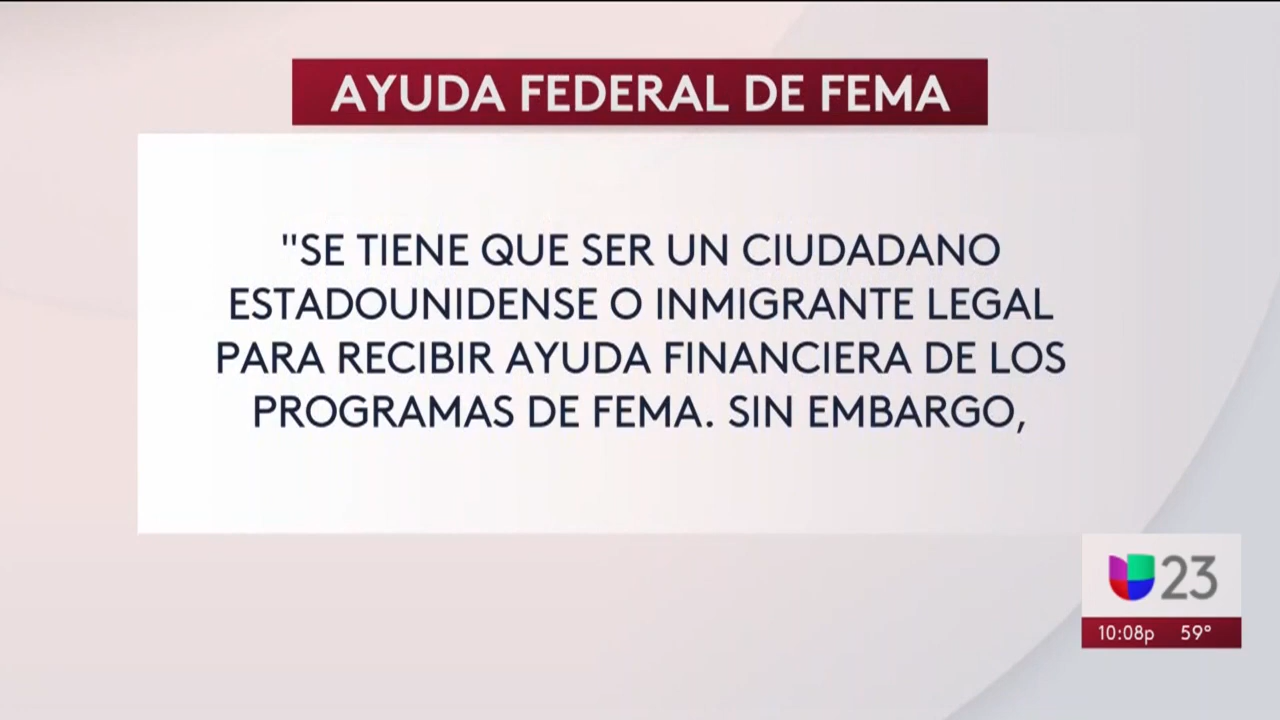 AYUDA FEDERAL DE FEMA
"SE TIENE QUE SER UN CIUDADANO
ESTADOUNIDENSE O INMIGRANTE LEGAL
PARA RECIBIR AYUDA FINANCIERA DE LOS
PROGRAMAS DE FEMA. SIN EMBARGO,
23
10:08p 59°